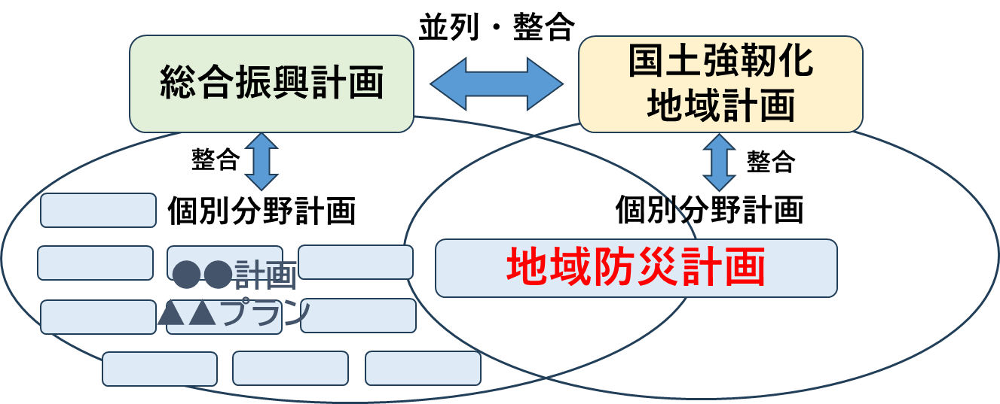 並列・整合
総合振興計画
国土強靭化
地域計画
整合
整合
個別分野計画
個別分野計画
地域防災計画
●●計画
▲▲プラン